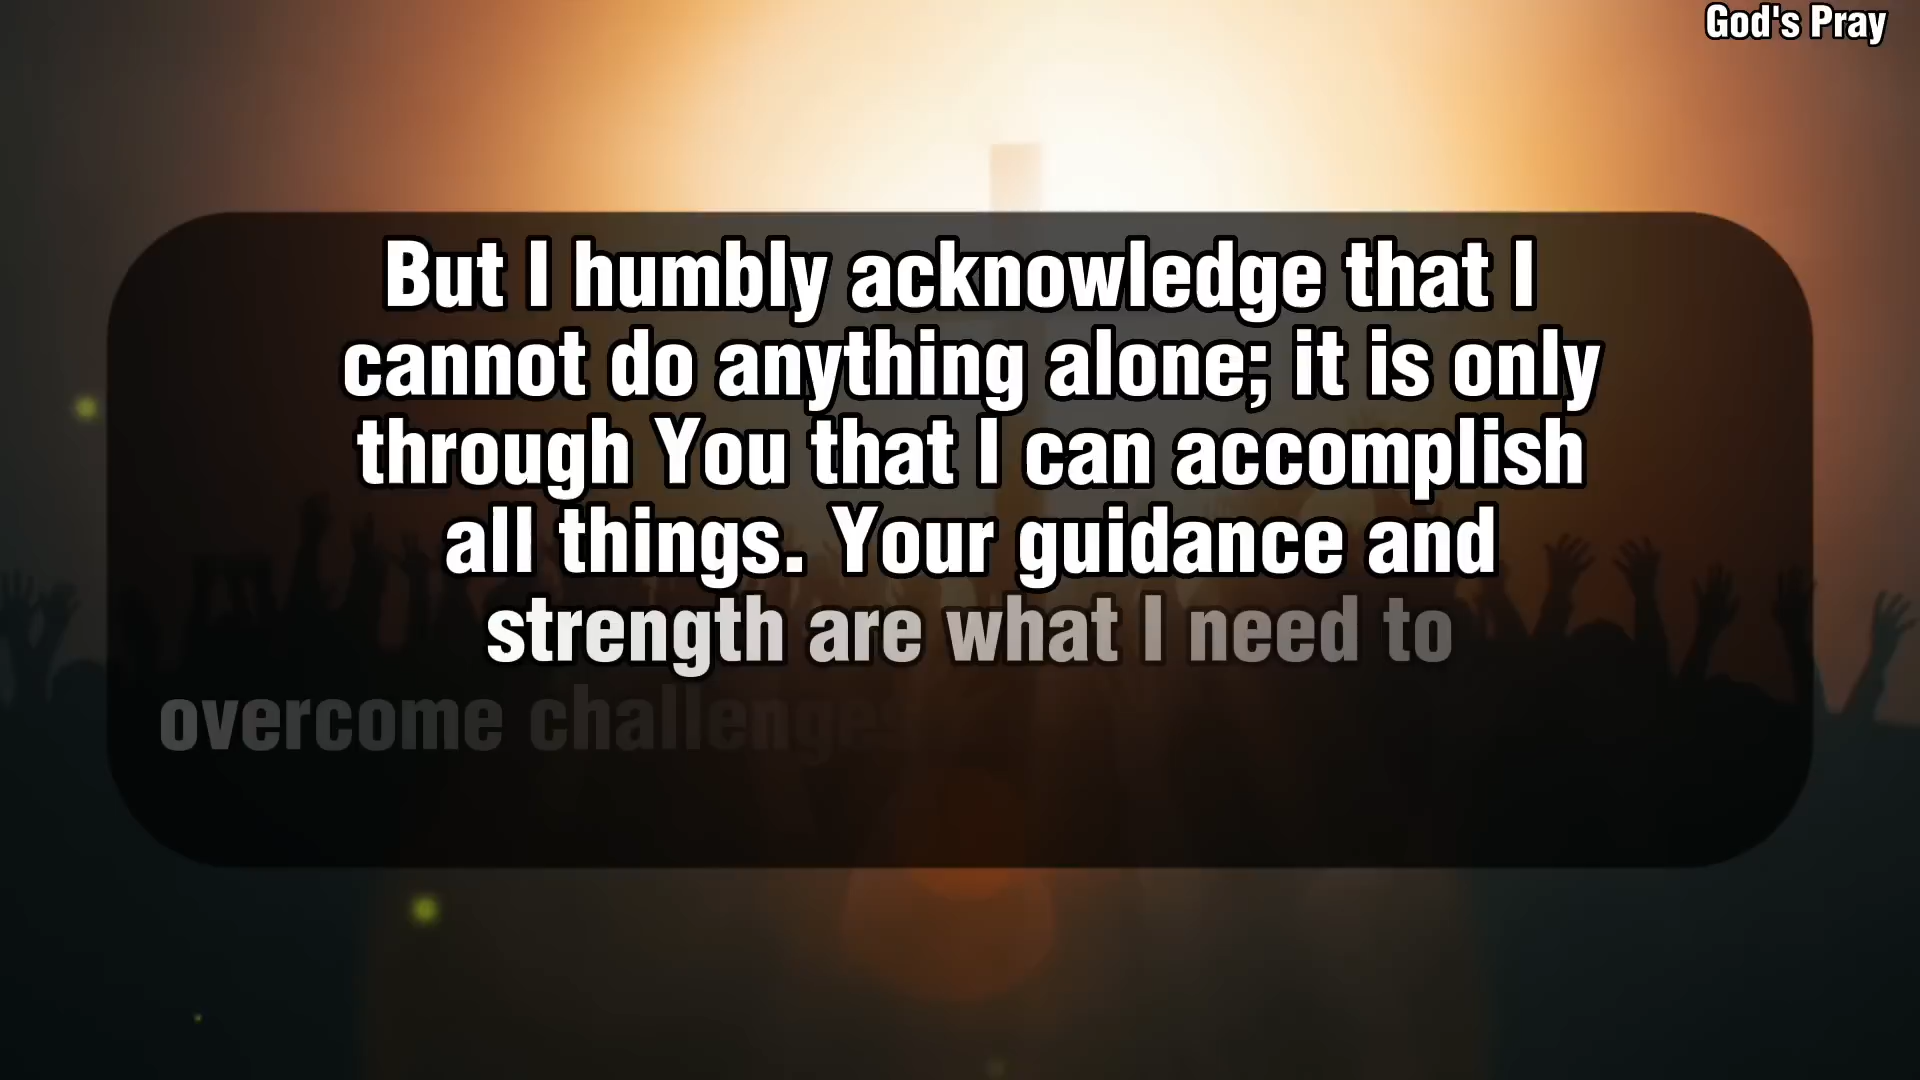 God's Pray
But I humbly acknowledge that I
cannot do anything alone; it is only
through You that I can accomplish
all things. Your guidance and
strength are what I need to
overcome challenges